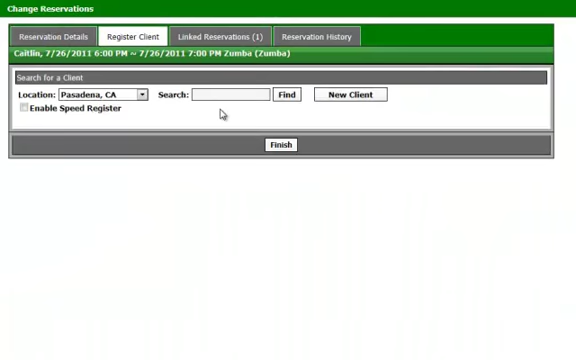 Change Reservations
Reservation Details Register Client Linked Reservations (1) Reservation History
Caitlin, 7/26/2011 6:00 PM ~ 7/26/2011 7:00 PM Zumba (Zumba)
Search for a Client
Location: Pasadena, CA Search: Find New Client
Enable Speed Register
Finish